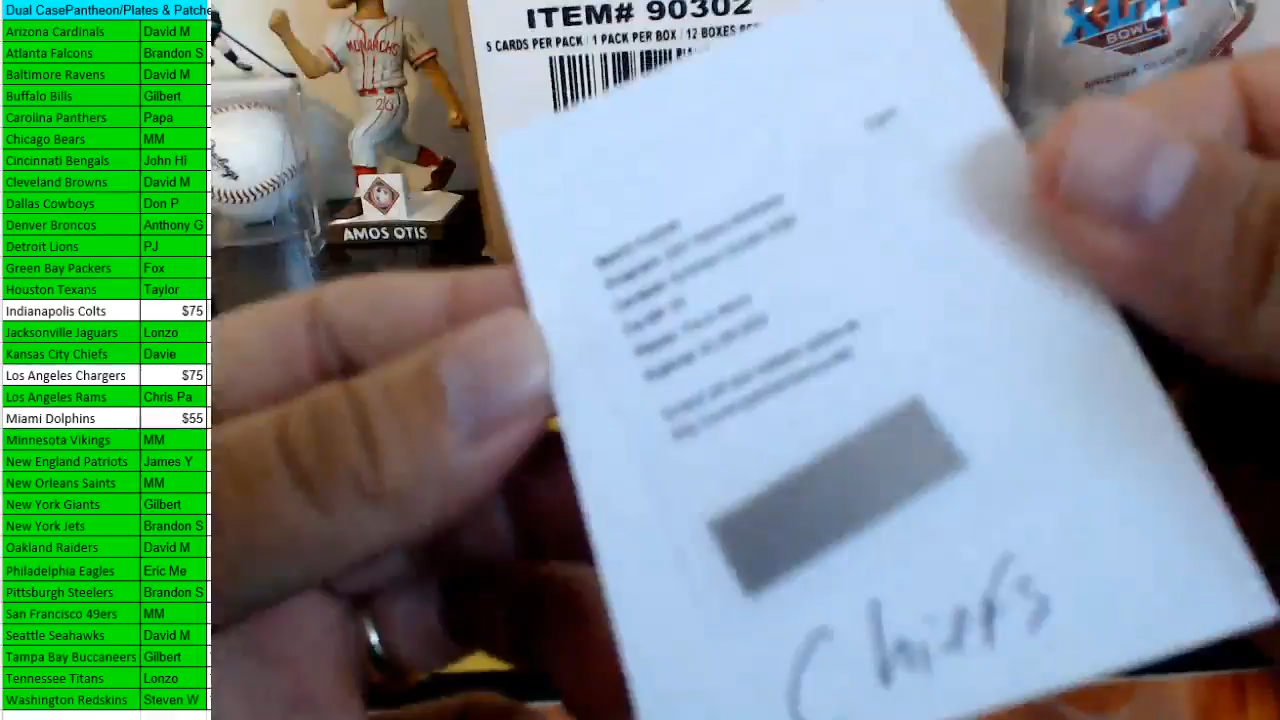 Dual CasePantheon/Plates & Patche
Arizona Cardinals David M
Atlanta Falcons Brandon S
Baltimore Ravens David M
Buffalo Bills Gilbert
Carolina Panthers Papa
Chicago Bears MM
Cincinnati Bengals John Hi
Cleveland Browns David M
Dallas Cowboys Don P
Denver Broncos Anthony G
Detroit Lions PJ
Green Bay Packers Fox
Houston Texans Taylor
Indianapolis Colts $75
Jacksonville Jaguars Lonzo
Kansas City Chiefs Davie
Los Angeles Chargers $75
Los Angeles Rams Chris Pa
Miami Dolphins $55
Minnesota Vikings MM
New England Patriots James Y
New Orleans Saints MM
New York Giants Gilbert
New York Jets Brandon S
Oakland Raiders David M
Philadelphia Eagles Eric Me
Pittsburgh Steelers Brandon S
San Francisco 49ers MM
Seattle Seahawks David M
Tampa Bay Buccaneers Gilbert
Tennessee Titans Lonzo
Washington Redskins Steven W
MONARCHS
20
AMOS OTIS
ITEM# 90302
5 CARDS PER PACK / 1 PACK PER BOX / 12 BOXES PE
XLII
BOWL
Chiefs